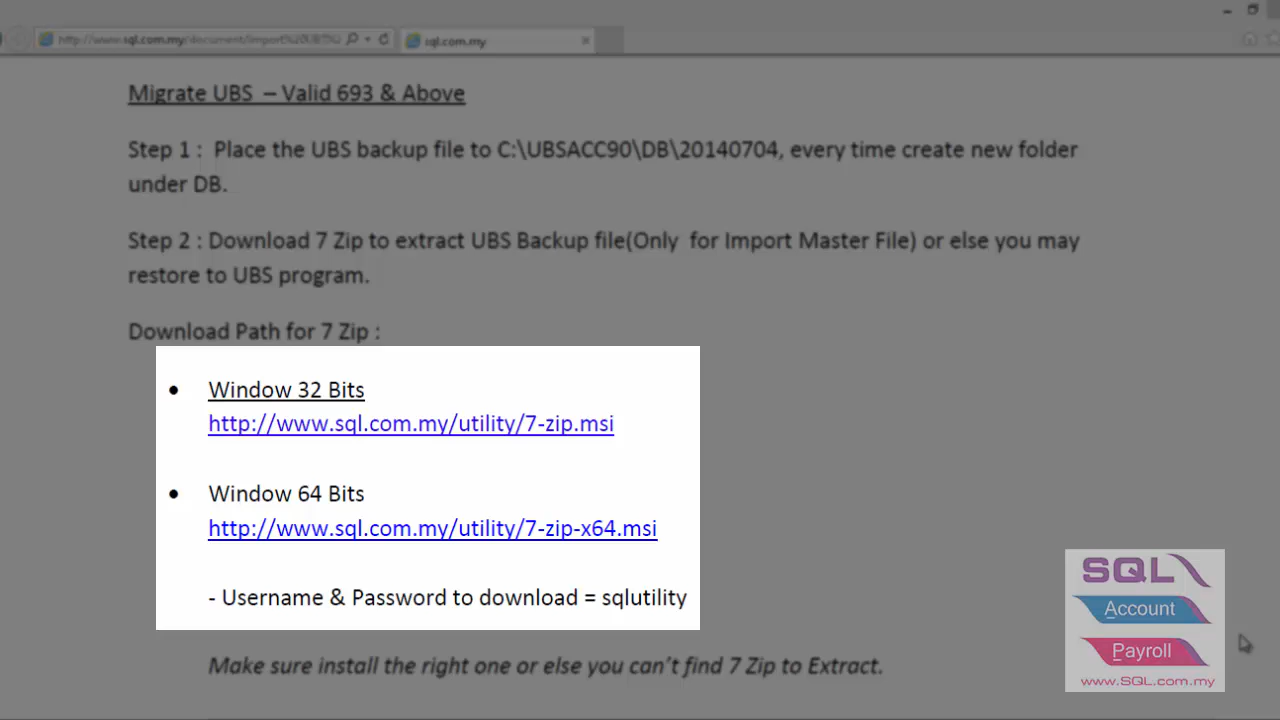 sql.com.my
Migrate UBS – Valid 693 & Above
Step 1 : Place the UBS backup file to C:\UBSACC90\DB\20140704, every time create new folder
under DB.
Step 2 : Download 7 Zip to extract UBS Backup file(Only for Import Master File) or else you may
restore to UBS program.
Download Path for 7 Zip :
• Window 32 Bits
http://www.sql.com.my/utility/7-zip.msi
• Window 64 Bits
http://www.sql.com.my/utility/7-zip-x64.msi
- Username & Password to download = sqlutility
Make sure install the right one or else you can't find 7 Zip to Extract.
SQL
Account
Payroll
www.SQL.com.my